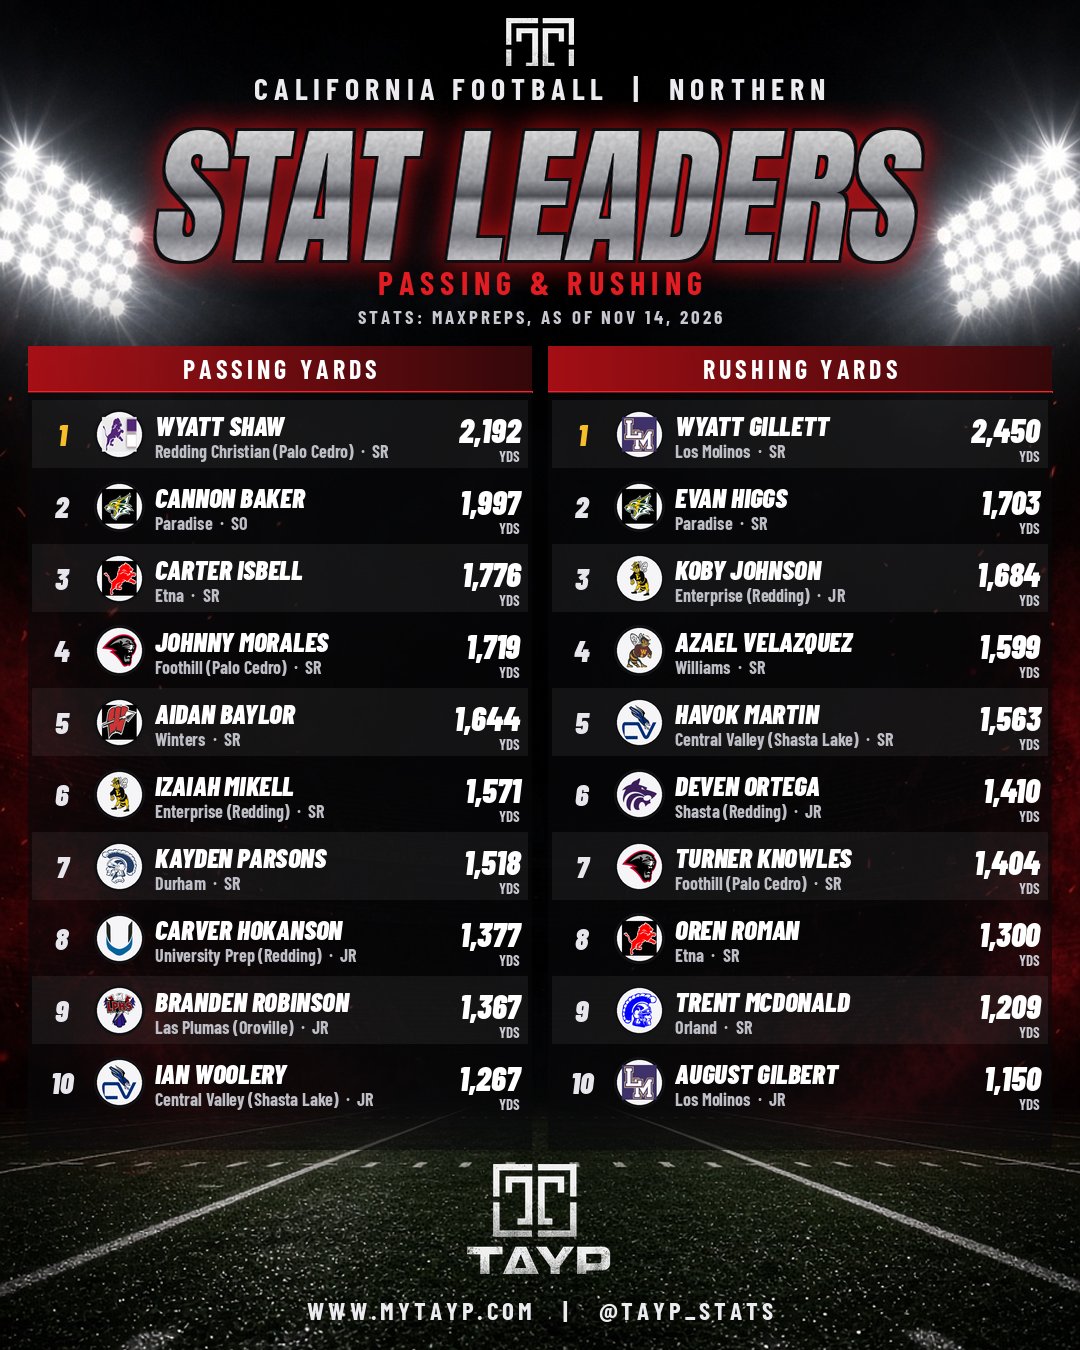 CALIFORNIA FOOTBALL | NORTHERN
STAT LEADERS
PASSING & RUSHING
STATS: MAXPREPS, AS OF NOV 14, 2026
PASSING YARDS
1 WYATT SHAW 2,192
Redding Christian (Palo Cedro) · SR YDS
2 CANNON BAKER 1,997
Paradise · SO YDS
3 CARTER ISBELL 1,776
Etna · SR YDS
4 JOHNNY MORALES 1,719
Foothill (Palo Cedro) · SR YDS
5 AIDAN BAYLOR 1,644
Winters · SR YDS
6 IZAIAH MIKELL 1,571
Enterprise (Redding) · SR YDS
7 KAYDEN PARSONS 1,518
Durham · SR YDS
8 CARVER HOKANSON 1,377
University Prep (Redding) · JR YDS
9 BRANDEN ROBINSON 1,367
Las Plumas (Oroville) · JR YDS
10 IAN WOOLERY 1,267
Central Valley (Shasta Lake) · JR YDS
RUSHING YARDS
1 LM WYATT GILLETT 2,450
Los Molinos · SR YDS
2 EVAN HIGGS 1,703
Paradise · SR YDS
3 KOBY JOHNSON 1,684
Enterprise (Redding) · JR YDS
4 AZAEL VELAZQUEZ 1,599
Williams · SR YDS
5 HAVOK MARTIN 1,563
Central Valley (Shasta Lake) · SR YDS
6 DEVEN ORTEGA 1,410
Shasta (Redding) · JR YDS
7 TURNER KNOWLES 1,404
Foothill (Palo Cedro) · SR YDS
8 OREN ROMAN 1,300
Etna · SR YDS
9 TRENT MCDONALD 1,209
Orland · SR YDS
10 LM AUGUST GILBERT 1,150
Los Molinos · JR YDS
TAYP
WWW.MYTAYP.COM | @TAYP_STATS